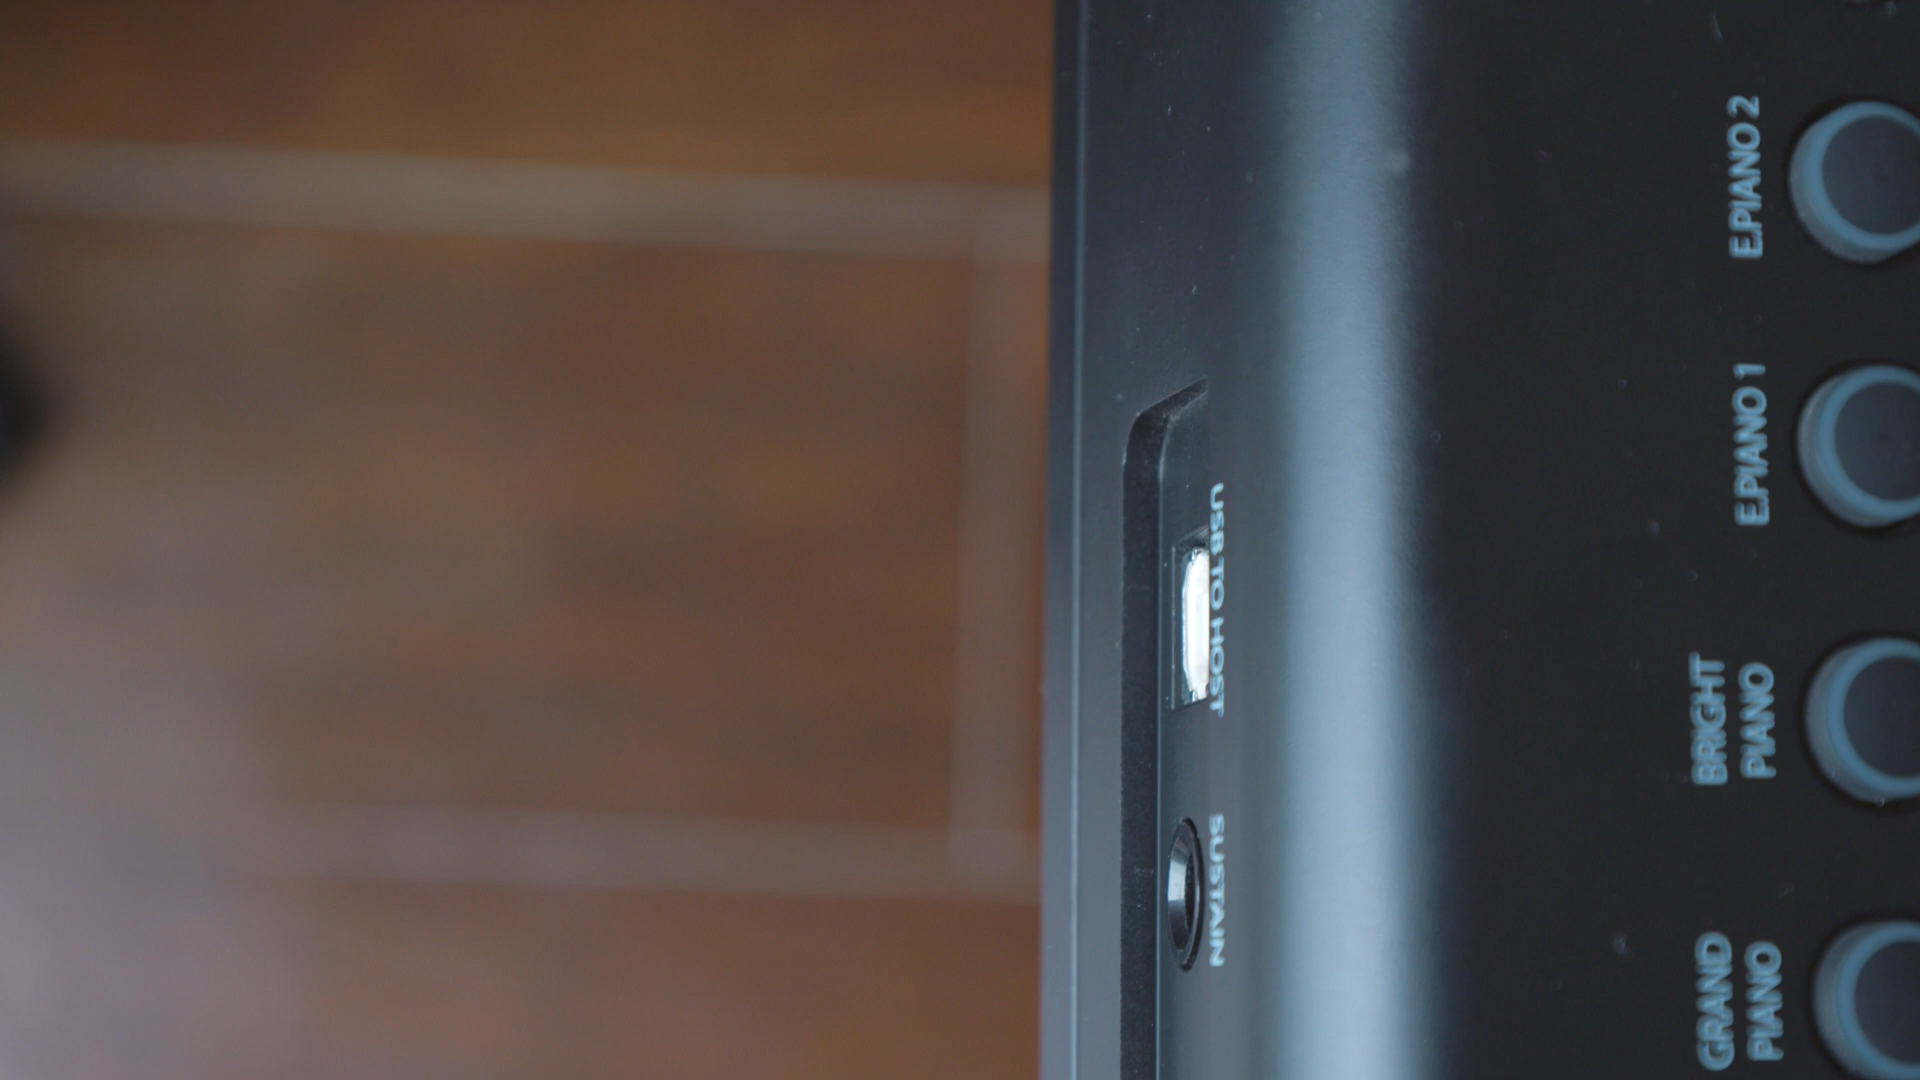 E.PIANO 2
E.PIANO 1
BRIGHT
PIANO
GRAND
PIANO
USB TO HOST
SUSTAIN